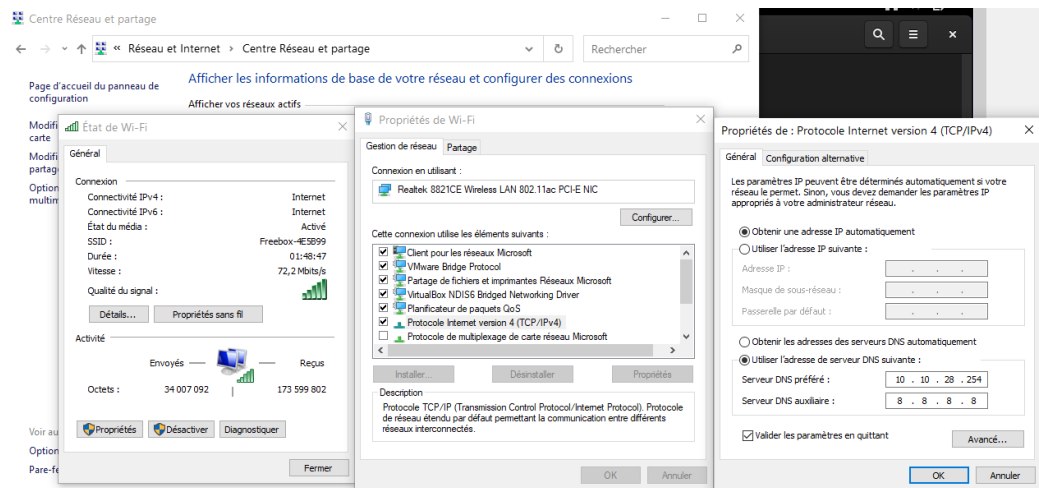 Centre Réseau et partage
« Réseau et Internet › Centre Réseau et partage
Rechercher
Page d'accueil du panneau de
configuration
Afficher les informations de base de votre réseau et configurer des connexions
Afficher vos réseaux actifs
Modifi
carte
Modifi
partag
Option
multim
Voir au
Option
Pare-fe
État de Wi-Fi
Général
Connexion
Connectivité IPv4 : Internet
Connectivité IPv6 : Internet
État du média : Activé
SSID : Freebox-4E5B99
Durée : 01:48:47
Vitesse : 72,2 Mbits/s
Qualité du signal :
Détails... Propriétés sans fil
Activité
Envoyés — — Reçus
Octets : 34 007 092 | 173 599 802
Propriétés Désactiver Diagnostiquer
Fermer
Propriétés de Wi-Fi
Gestion de réseau Partage
Connexion en utilisant :
Realtek 8821CE Wireless LAN 802.11ac PCI-E NIC
Configurer...
Cette connexion utilise les éléments suivants :
Client pour les réseaux Microsoft
VMware Bridge Protocol
Partage de fichiers et imprimantes Réseaux Microsoft
VirtualBox NDIS6 Bridged Networking Driver
Planificateur de paquets QoS
Protocole Internet version 4 (TCP/IPv4)
Protocole de multiplexage de carte réseau Microsoft
Installer... Désinstaller Propriétés
Description
Protocole TCP/IP (Transmission Control Protocol/Internet Protocol). Protocole
de réseau étendu par défaut permettant la communication entre différents
réseaux interconnectés.
OK Annuler
Propriétés de : Protocole Internet version 4 (TCP/IPv4)
Général Configuration alternative
Les paramètres IP peuvent être déterminés automatiquement si votre
réseau le permet. Sinon, vous devez demander les paramètres IP
appropriés à votre administrateur réseau.
Obtenir une adresse IP automatiquement
Utiliser l'adresse IP suivante :
Adresse IP : . . .
Masque de sous-réseau : . . .
Passerelle par défaut : . . .
Obtenir les adresses des serveurs DNS automatiquement
Utiliser l'adresse de serveur DNS suivante :
Serveur DNS préféré : 10 . 10 . 28 . 254
Serveur DNS auxiliaire : 8 . 8 . 8 . 8
Valider les paramètres en quittant
Avancé...
OK Annuler